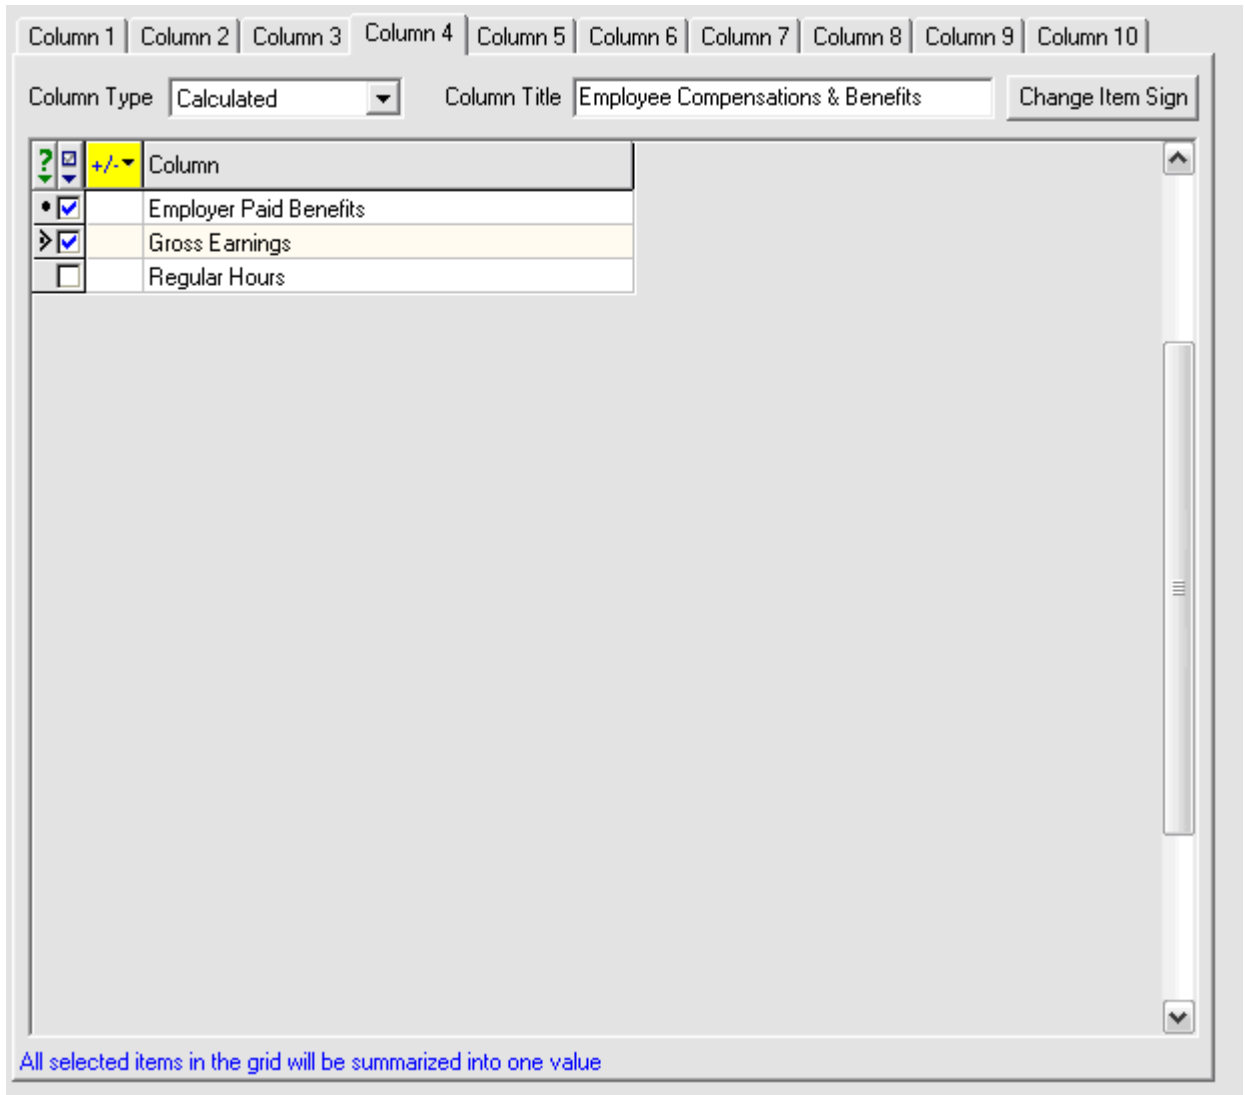 Column 1 Column 2 Column 3 Column 4 Column 5 Column 6 Column 7 Column 8 Column 9 Column 10
Column Type Calculated Column Title Employee Compensations & Benefits Change Item Sign
? +/- Column
Employer Paid Benefits
Gross Earnings
Regular Hours
All selected items in the grid will be summarized into one value